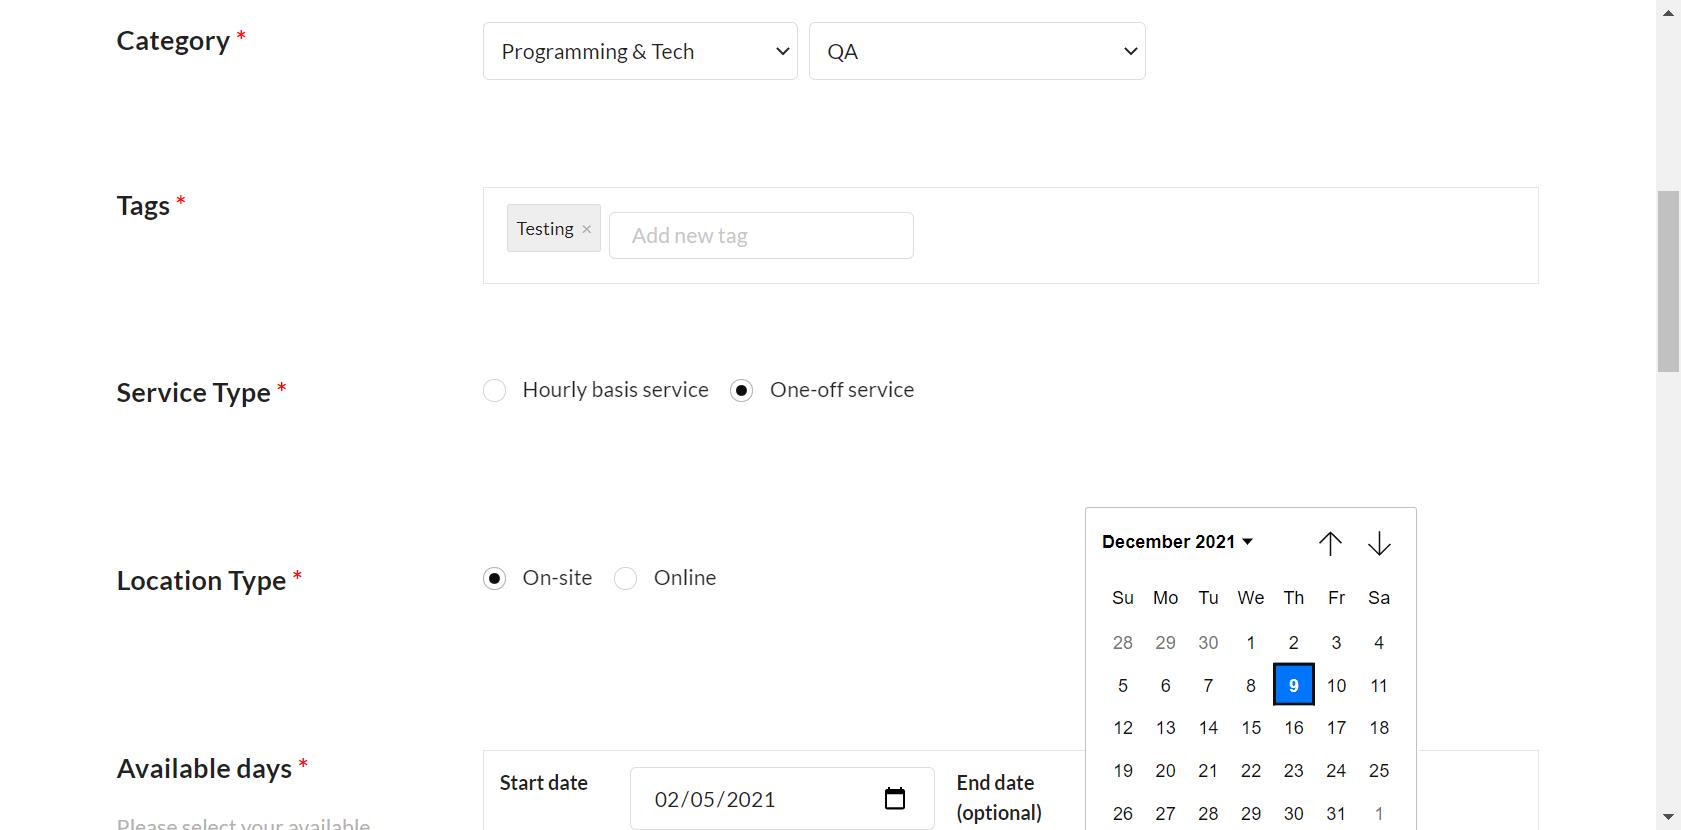 Category *
Programming & Tech
QA
Tags *
Testing ×
Add new tag
Service Type *
Hourly basis service
One-off service
Location Type *
On-site
Online
December 2021
Su Mo Tu We Th Fr Sa
28 29 30 1 2 3 4
5 6 7 8 9 10 11
12 13 14 15 16 17 18
19 20 21 22 23 24 25
26 27 28 29 30 31 1
Available days *
Please select your available
Start date
02/05/2021
End date
(optional)